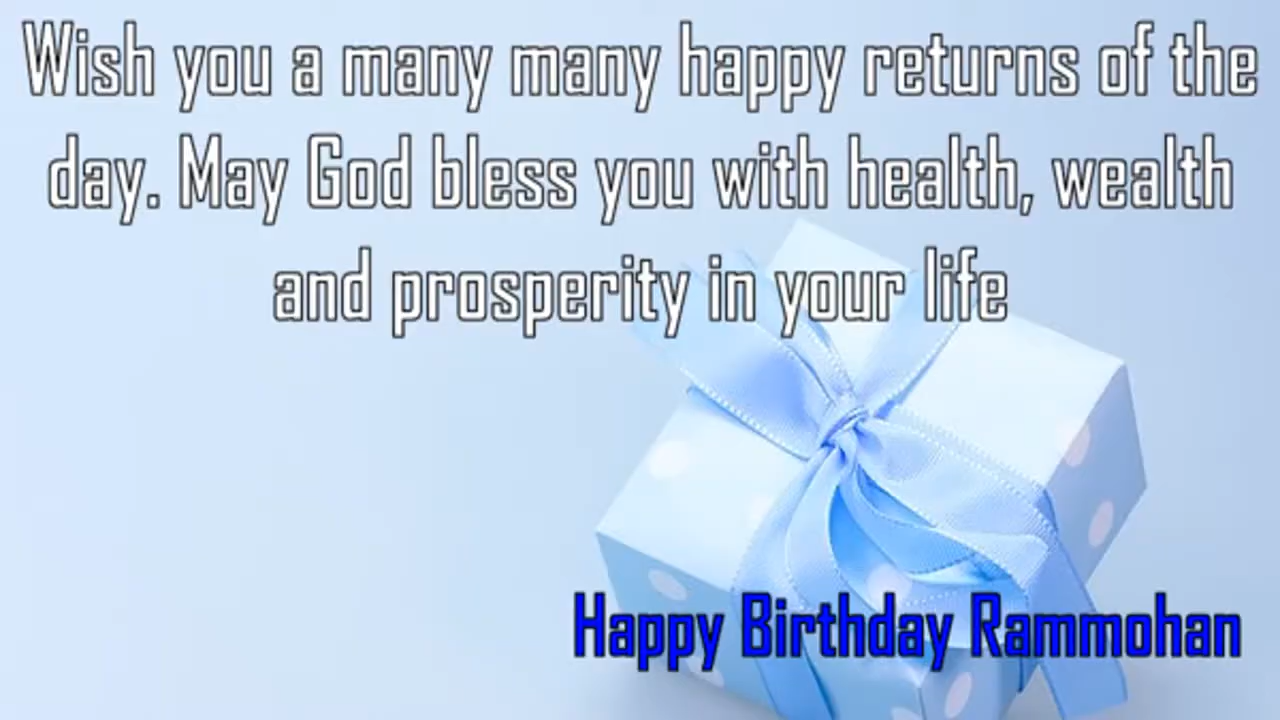 Wish you a many many happy returns of the
day. May God bless you with health, wealth
and prosperity in your life
Happy Birthday Rammohan